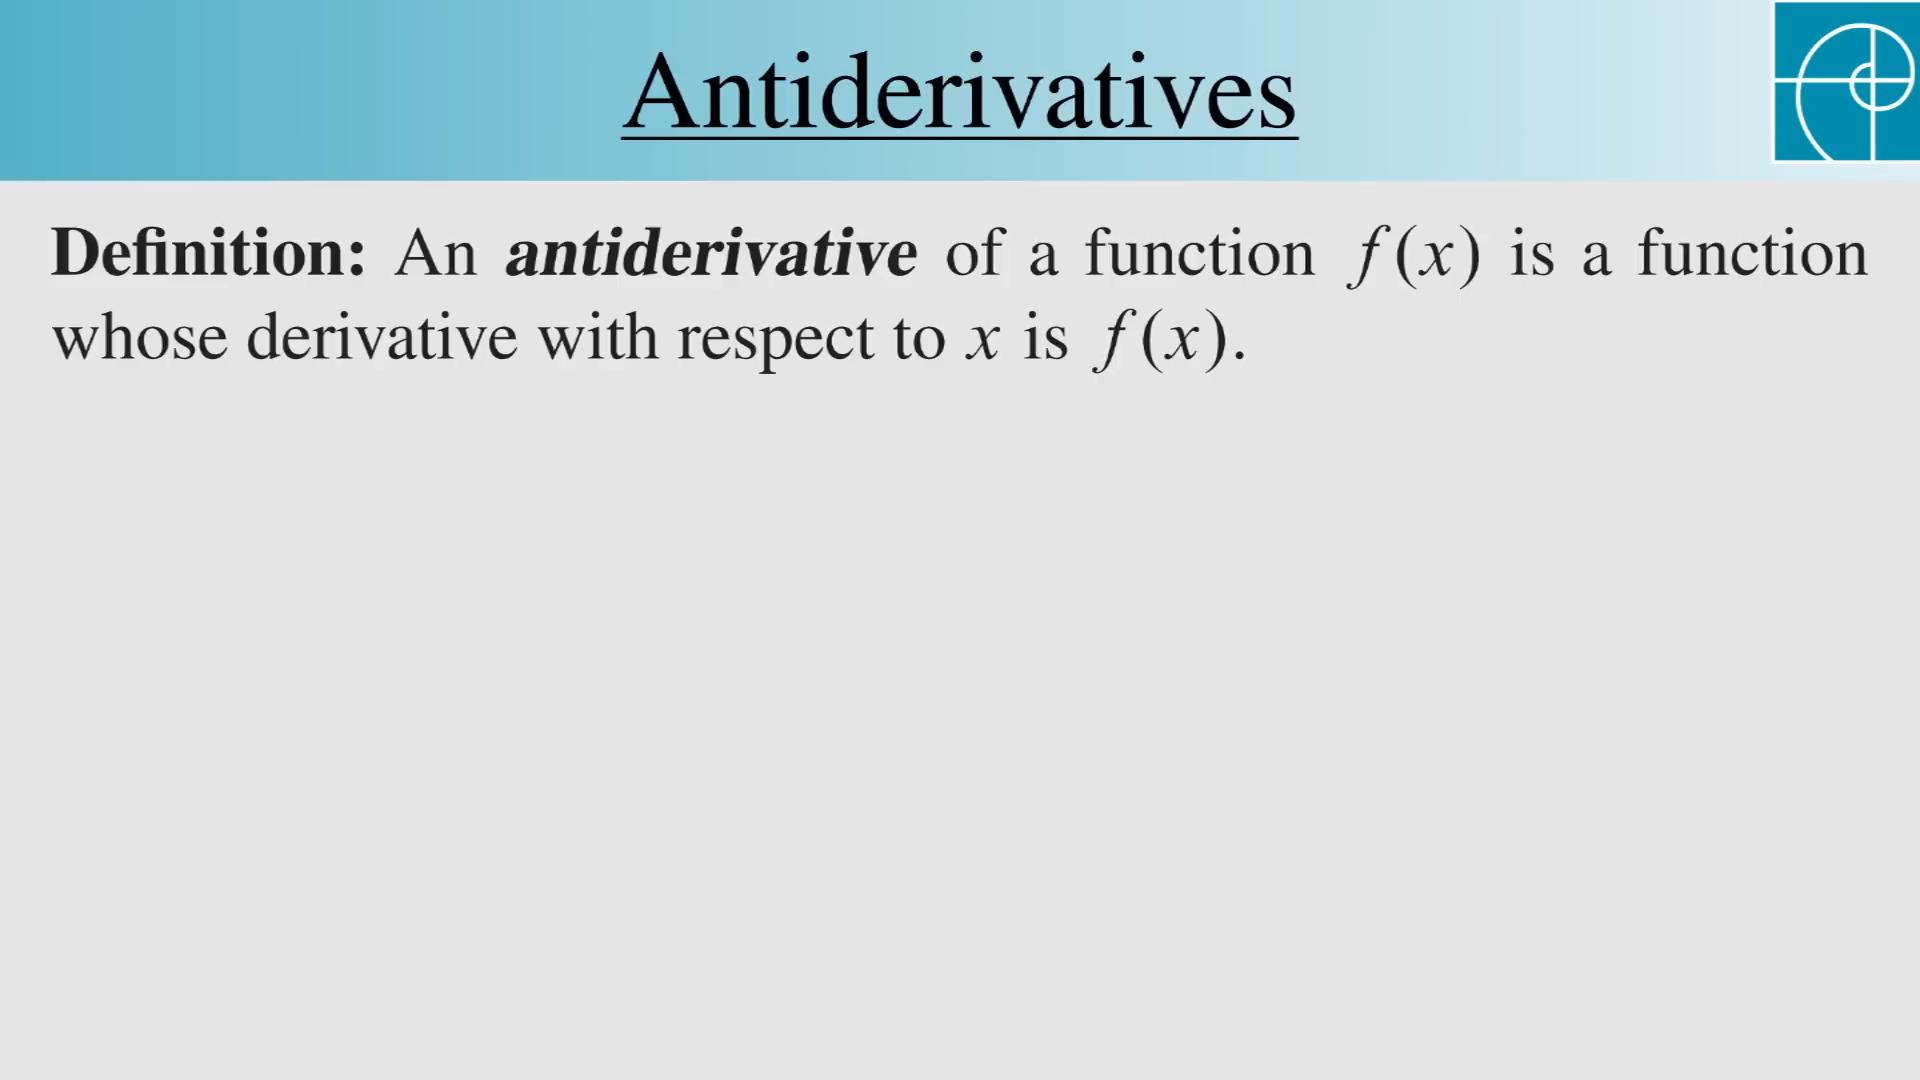 Antiderivatives
Definition: An antiderivative of a function f(x) is a function
whose derivative with respect to x is f(x).